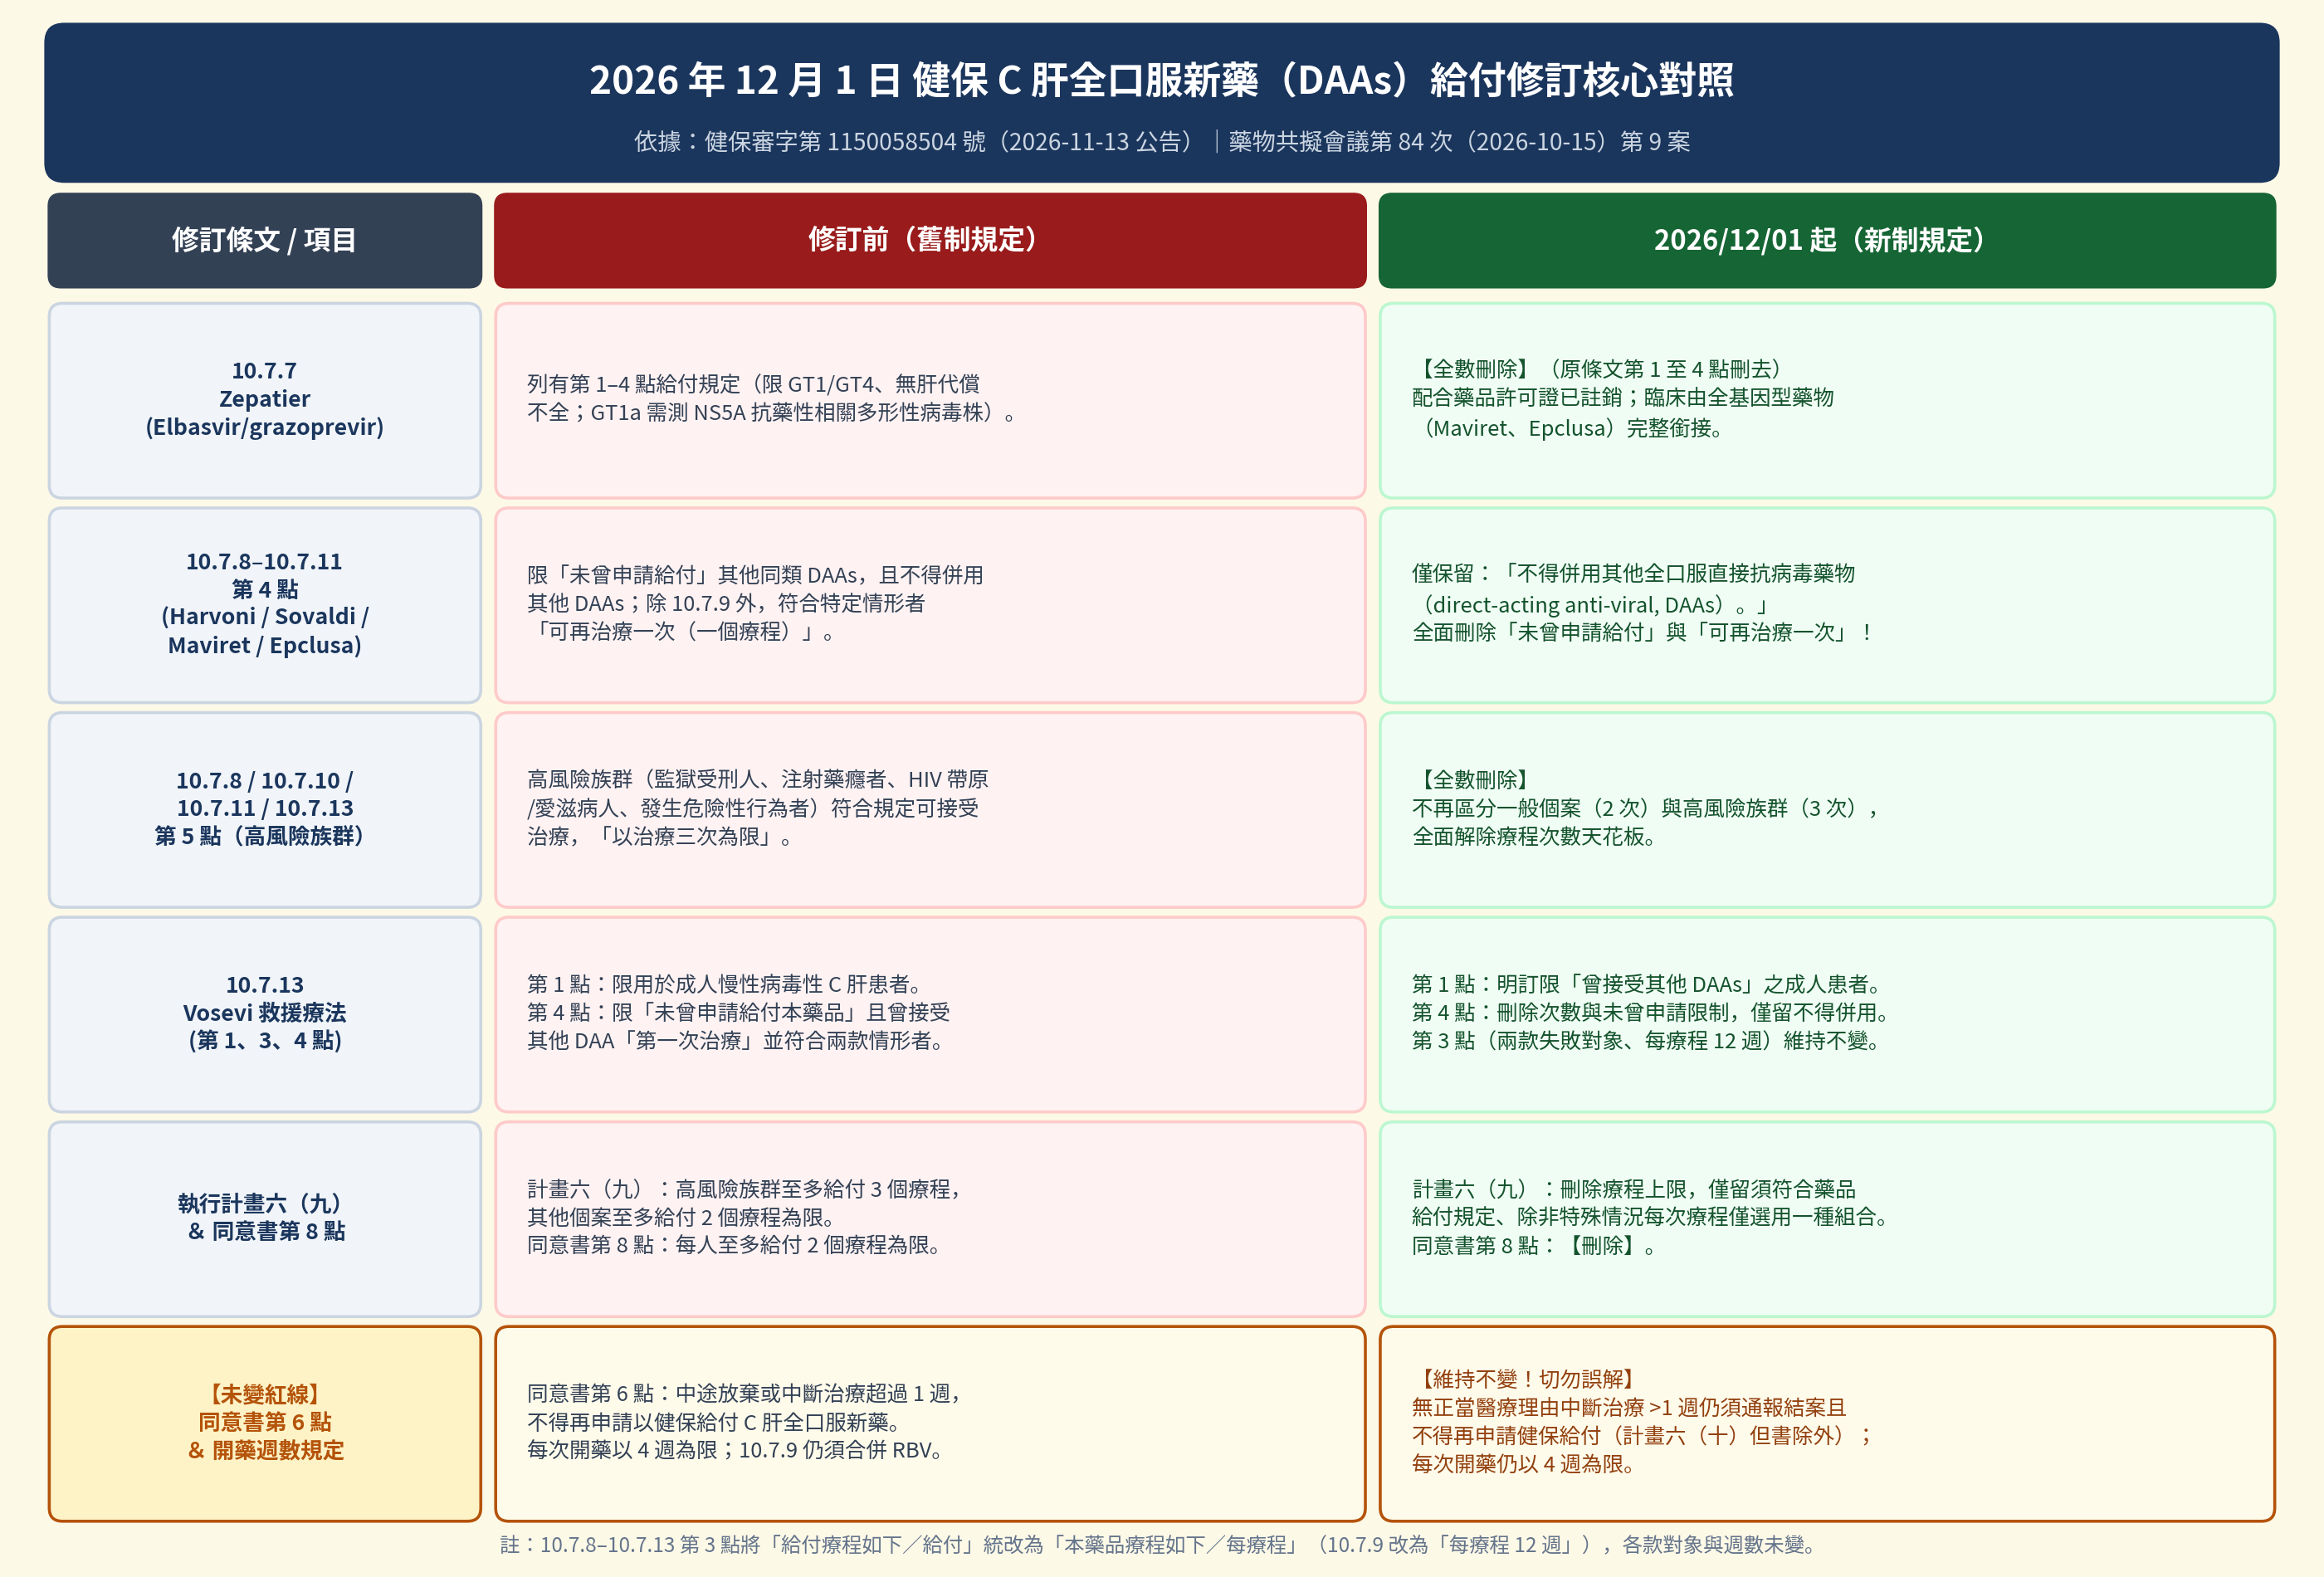 2026 年 12 月 1 日 健保 C 肝全口服新藥（DAAs）給付修訂核心對照
依據：健保審字第 1150058504 號（2026-11-13 公告）｜藥物共擬會議第 84 次（2026-10-15）第 9 案
修訂條文 / 項目
修訂前（舊制規定）
2026/12/01 起（新制規定）
10.7.7
Zepatier
(Elbasvir/grazoprevir)
列有第 1–4 點給付規定（限 GT1/GT4、無肝代償
不全；GT1a 需測 NS5A 抗藥性相關多形性病毒株）。
【全數刪除】（原條文第 1 至 4 點刪去）
配合藥品許可證已註銷；臨床由全基因型藥物
（Maviret、Epclusa）完整銜接。
10.7.8–10.7.11
第 4 點
(Harvoni / Sovaldi /
Maviret / Epclusa)
限「未曾申請給付」其他同類 DAAs，且不得併用
其他 DAAs；除 10.7.9 外，符合特定情形者
「可再治療一次（一個療程）」。
僅保留：「不得併用其他全口服直接抗病毒藥物
（direct-acting anti-viral, DAAs）。」
全面刪除「未曾申請給付」與「可再治療一次」！
10.7.8 / 10.7.10 /
10.7.11 / 10.7.13
第 5 點（高風險族群）
高風險族群（監獄受刑人、注射藥癮者、HIV 帶原
/愛滋病人、發生危險性行為者）符合規定可接受
治療，「以治療三次為限」。
【全數刪除】
不再區分一般個案（2 次）與高風險族群（3 次），
全面解除療程次數天花板。
10.7.13
Vosevi 救援療法
(第 1、3、4 點)
第 1 點：限用於成人慢性病毒性 C 肝患者。
第 4 點：限「未曾申請給付本藥品」且曾接受
其他 DAA「第一次治療」並符合兩款情形者。
第 1 點：明訂限「曾接受其他 DAAs」之成人患者。
第 4 點：刪除次數與未曾申請限制，僅留不得併用。
第 3 點（兩款失敗對象、每療程 12 週）維持不變。
執行計畫六（九）
& 同意書第 8 點
計畫六（九）：高風險族群至多給付 3 個療程，
其他個案至多給付 2 個療程為限。
同意書第 8 點：每人至多給付 2 個療程為限。
計畫六（九）：刪除療程上限，僅留須符合藥品
給付規定、除非特殊情況每次療程僅選用一種組合。
同意書第 8 點：【刪除】。
【未變紅線】
同意書第 6 點
& 開藥週數規定
同意書第 6 點：中途放棄或中斷治療超過 1 週，
不得再申請以健保給付 C 肝全口服新藥。
每次開藥以 4 週為限；10.7.9 仍須合併 RBV。
【維持不變！切勿誤解】
無正當醫療理由中斷治療 >1 週仍須通報結案且
不得再申請健保給付（計畫六（十）但書除外）；
每次開藥仍以 4 週為限。
註：10.7.8–10.7.13 第 3 點將「給付療程如下／給付」統改為「本藥品療程如下／每療程」（10.7.9 改為「每療程 12 週」），各款對象與週數未變。